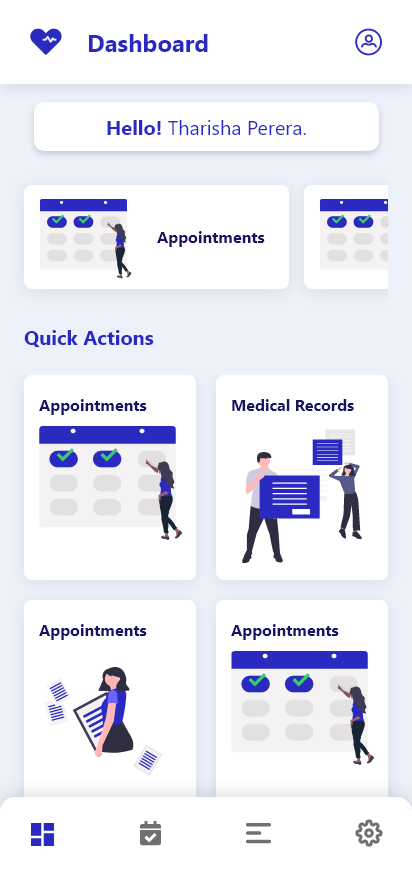 Dashboard
Hello! Tharisha Perera.
Appointments
Quick Actions
Appointments
Medical Records
Appointments
Appointments